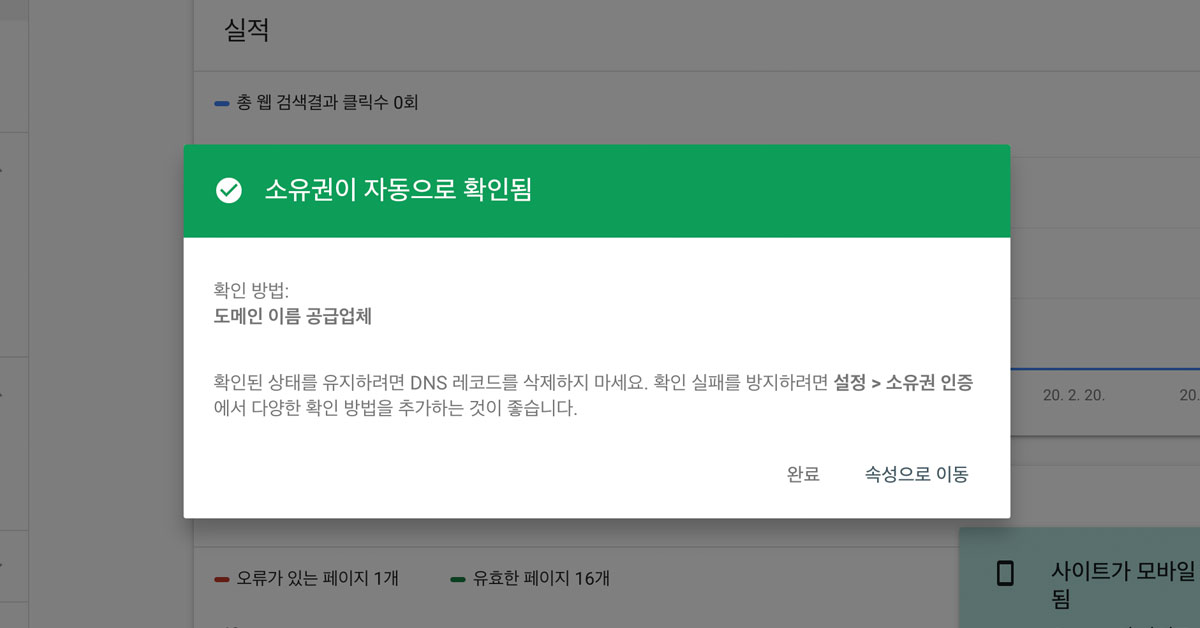 실적
총 웹 검색결과 클릭수 0회
소유권이 자동으로 확인됨
확인 방법:
도메인 이름 공급업체
확인된 상태를 유지하려면 DNS 레코드를 삭제하지 마세요. 확인 실패를 방지하려면 설정 > 소유권 인증
에서 다양한 확인 방법을 추가하는 것이 좋습니다.
20. 2. 20.
20.
완료
속성으로 이동
오류가 있는 페이지 1개
유효한 페이지 16개
사이트가 모바일
됨